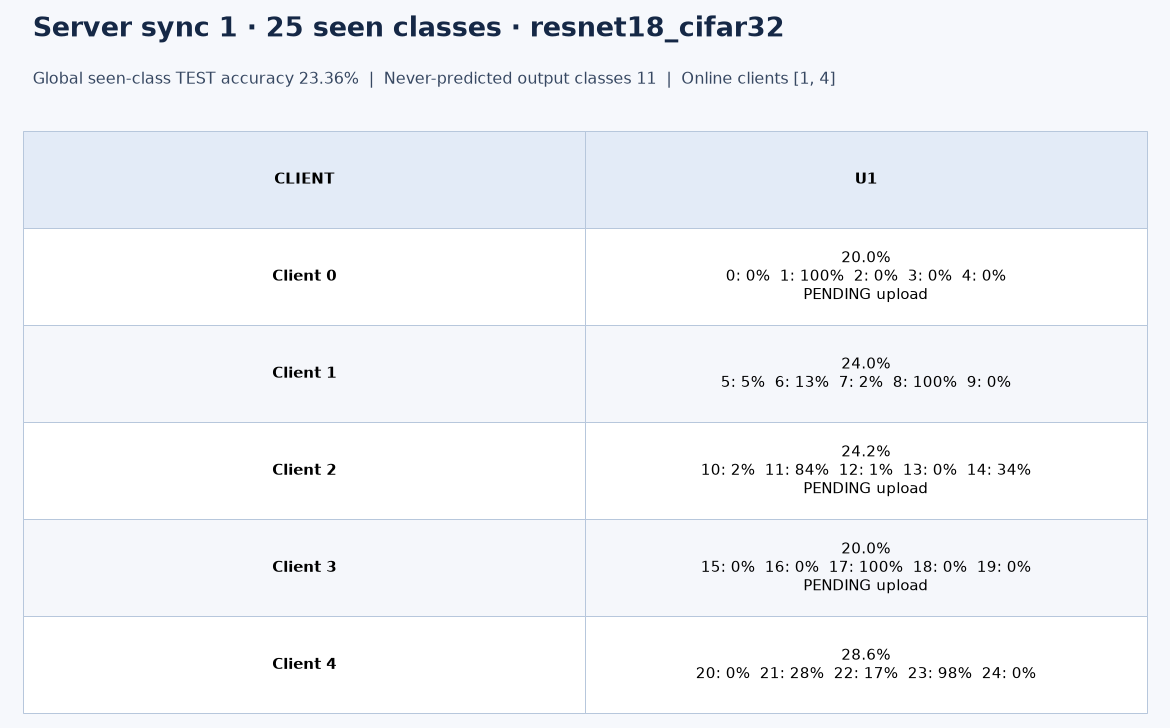 Server sync 1 · 25 seen classes · resnet18_cifar32
Global seen-class TEST accuracy 23.36% | Never-predicted output classes 11 | Online clients [1, 4]
CLIENT
U1
Client 0
20.0%
0: 0% 1: 100% 2: 0% 3: 0% 4: 0%
PENDING upload
Client 1
24.0%
5: 5% 6: 13% 7: 2% 8: 100% 9: 0%
Client 2
24.2%
10: 2% 11: 84% 12: 1% 13: 0% 14: 34%
PENDING upload
Client 3
20.0%
15: 0% 16: 0% 17: 100% 18: 0% 19: 0%
PENDING upload
Client 4
28.6%
20: 0% 21: 28% 22: 17% 23: 98% 24: 0%